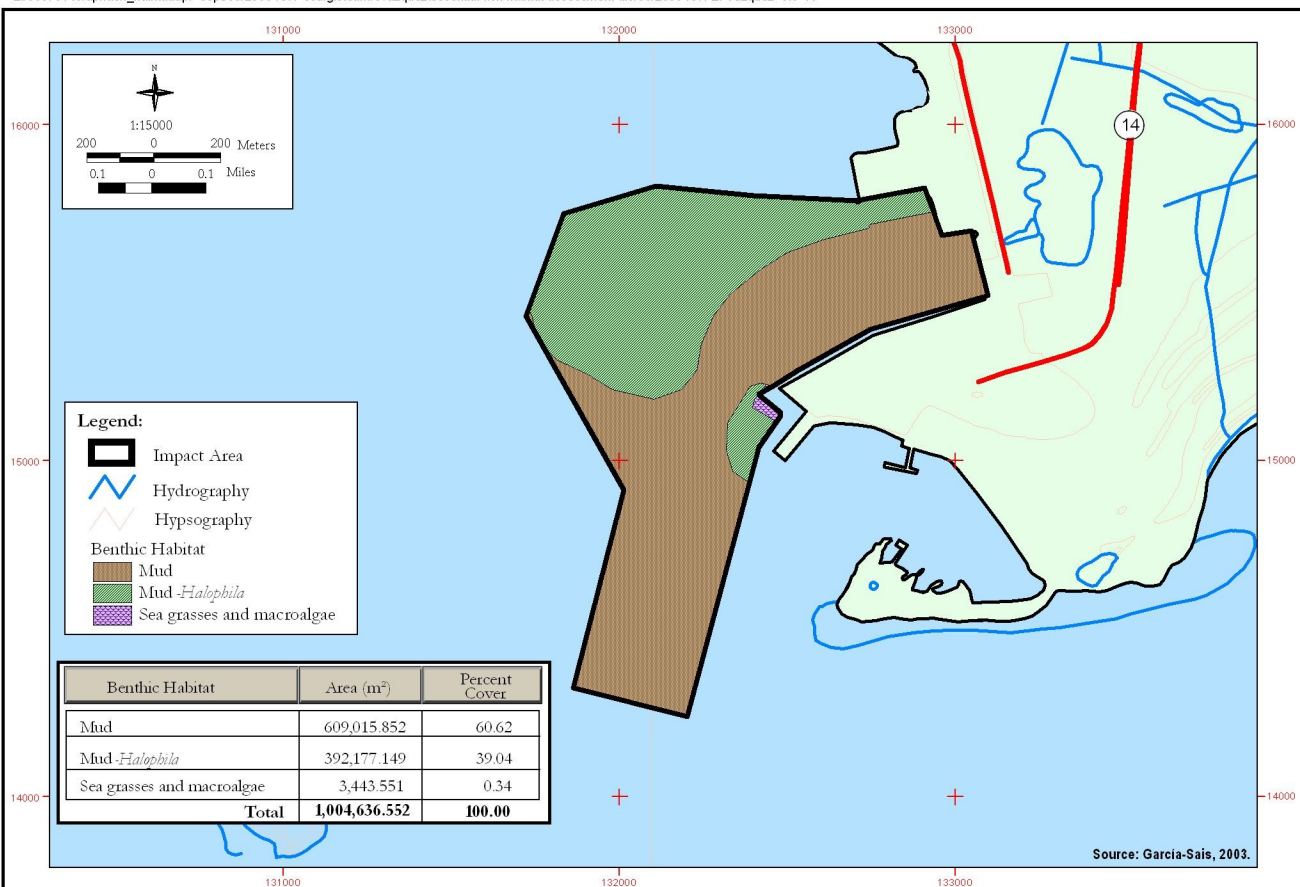 131000 132000 133000
N
1:15000
200 0 200 Meters
0.1 0 0.1 Miles
16000 14 16000
Legend:
Impact Area
Hydrography
Hypsography
Benthic Habitat
Mud
Mud -Halophila
Sea grasses and macroalgae
15000 15000
Benthic Habitat Area (m²) Percent Cover
Mud 609,015.852 60.62
Mud -Halophila 392,177.149 39.04
Sea grasses and macroalgae 3,443.551 0.34
Total 1,004,636.552 100.00
14000 14000
Source: García-Sais, 2003.
131000 132000 133000